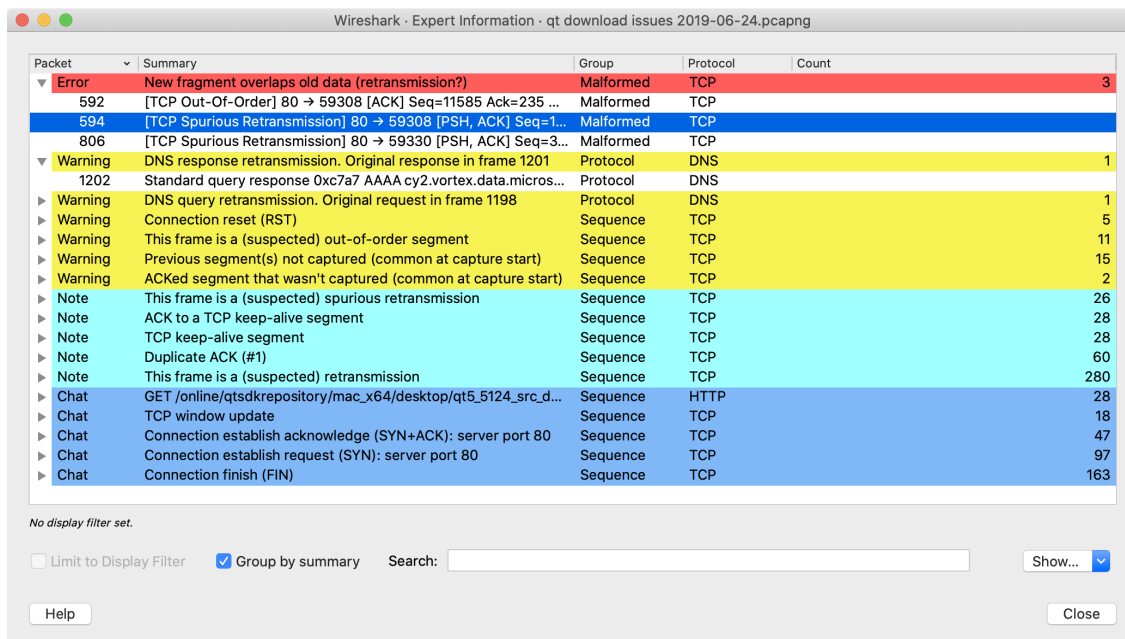 Wireshark · Expert Information · qt download issues 2019-06-24.pcapng
Packet Summary Group Protocol Count
Error New fragment overlaps old data (retransmission?) Malformed TCP 3
592 [TCP Out-Of-Order] 80 → 59308 [ACK] Seq=11585 Ack=235 ... Malformed TCP
594 [TCP Spurious Retransmission] 80 → 59308 [PSH, ACK] Seq=1... Malformed TCP
806 [TCP Spurious Retransmission] 80 → 59330 [PSH, ACK] Seq=3... Malformed TCP
Warning DNS response retransmission. Original response in frame 1201 Protocol DNS 1
1202 Standard query response 0xc7a7 AAAA cy2.vortex.data.micros... Protocol DNS
Warning DNS query retransmission. Original request in frame 1198 Protocol DNS 1
Warning Connection reset (RST) Sequence TCP 5
Warning This frame is a (suspected) out-of-order segment Sequence TCP 11
Warning Previous segment(s) not captured (common at capture start) Sequence TCP 15
Warning ACKed segment that wasn't captured (common at capture start) Sequence TCP 2
Note This frame is a (suspected) spurious retransmission Sequence TCP 26
Note ACK to a TCP keep-alive segment Sequence TCP 28
Note TCP keep-alive segment Sequence TCP 28
Note Duplicate ACK (#1) Sequence TCP 60
Note This frame is a (suspected) retransmission Sequence TCP 280
Chat GET /online/qtsdkrepository/mac_x64/desktop/qt5_5124_src_d... Sequence HTTP 28
Chat TCP window update Sequence TCP 18
Chat Connection establish acknowledge (SYN+ACK): server port 80 Sequence TCP 47
Chat Connection establish request (SYN): server port 80 Sequence TCP 97
Chat Connection finish (FIN) Sequence TCP 163
No display filter set.
Limit to Display Filter Group by summary Search: Show...
Help Close